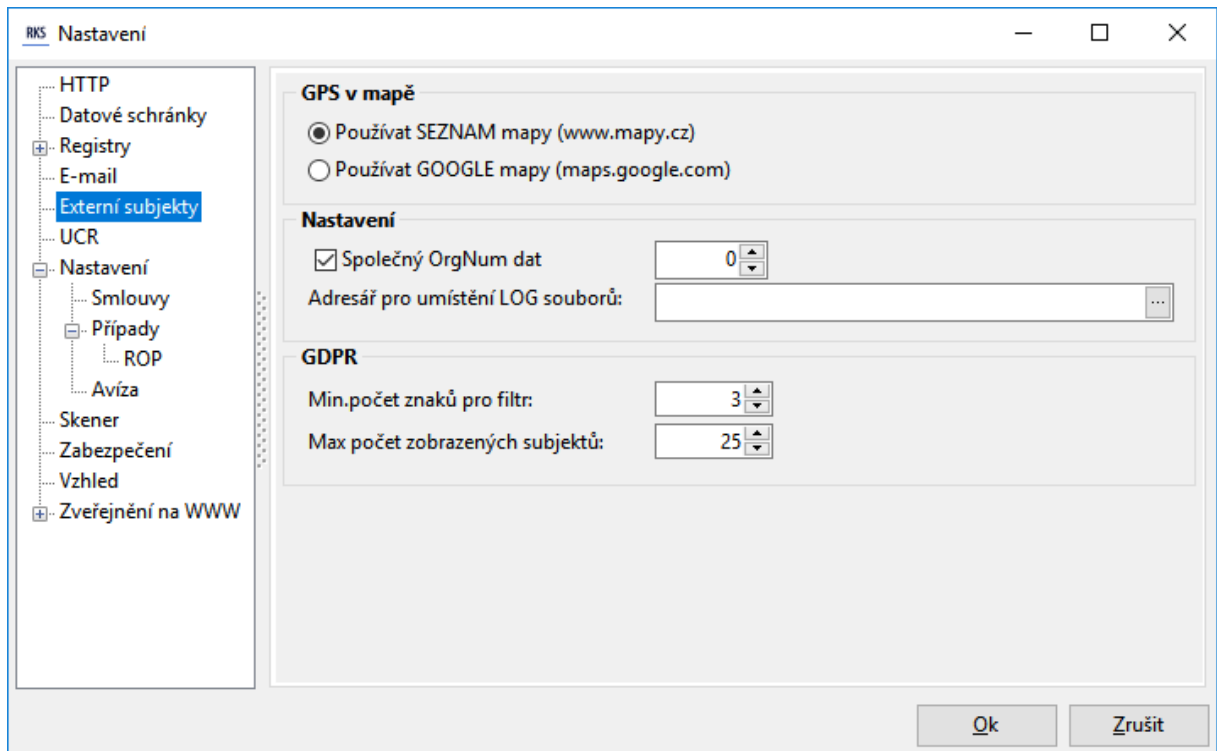 RKS Nastavení
HTTP
Datové schránky
Registry
E-mail
Externí subjekty
UCR
Nastavení
Smlouvy
Případy
ROP
Avíza
Skener
Zabezpečení
Vzhled
Zveřejnění na WWW
GPS v mapě
Používat SEZNAM mapy (www.mapy.cz)
Používat GOOGLE mapy (maps.google.com)
Nastavení
Společný OrgNum dat 0
Adresář pro umístění LOG souborů: ...
GDPR
Min.počet znaků pro filtr: 3
Max počet zobrazených subjektů: 25
Ok Zrušit